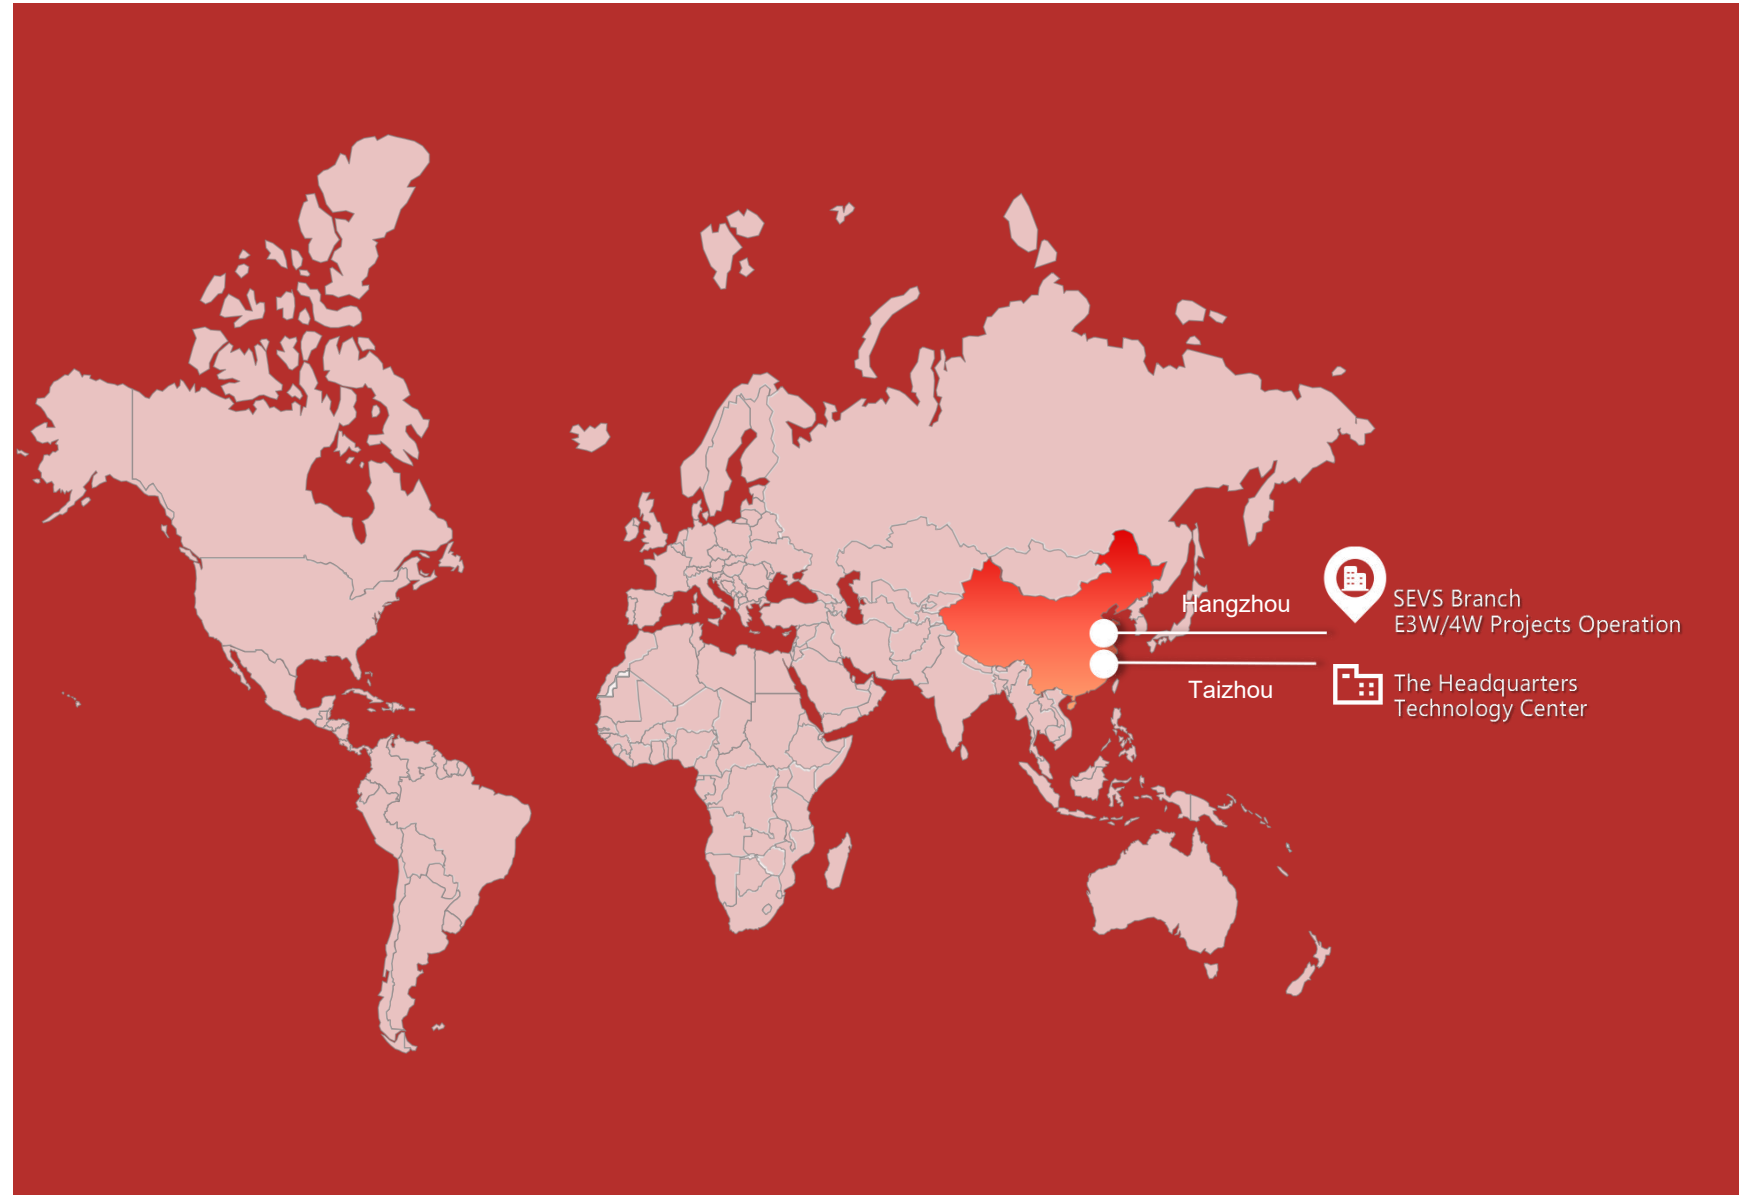 Hangzhou
SEVS Branch
E3W/4W Projects Operation
Taizhou
The Headquarters
Technology Center